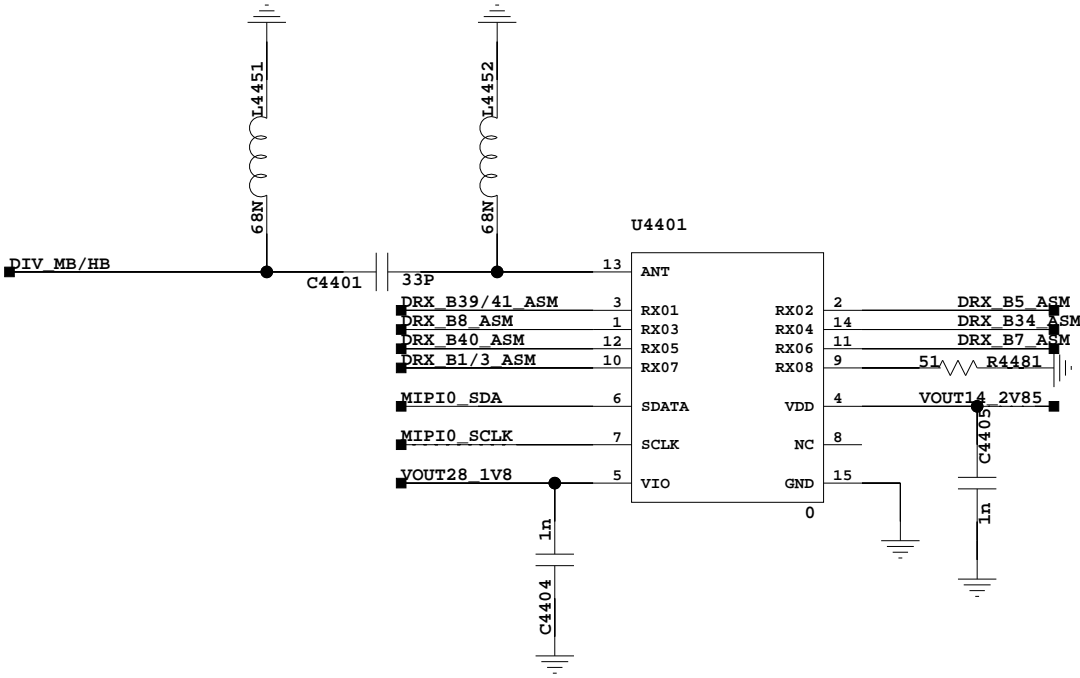 L4451
68N
L4452
68N
U4401
DIV_MB/HB
C4401
33P
13
ANT
DRX_B39/41_ASM
3
RX01
RX02
2
DRX_B5_ASM
DRX_B8_ASM
1
RX03
RX04
14
DRX_B34_ASM
DRX_B40_ASM
12
RX05
RX06
11
DRX_B7_ASM
DRX_B1/3_ASM
10
RX07
RX08
9
51
R4481
MIPI0_SDA
6
SDATA
VDD
4
VOUT14_2V85
MIPI0_SCLK
7
SCLK
NC
8
C4405
1n
VOUT28_1V8
5
VIO
GND
15
0
1n
C4404